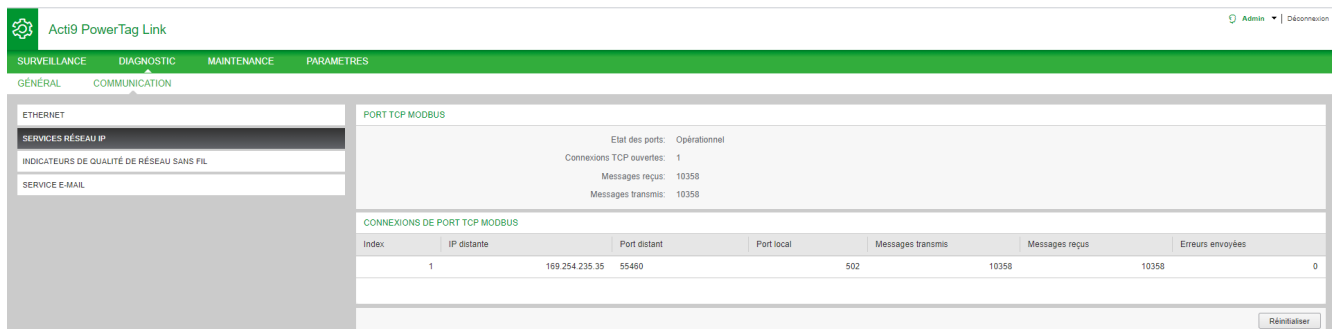 Acti9 PowerTag Link
Admin Déconnexion
SURVEILLANCE DIAGNOSTIC MAINTENANCE PARAMETRES
GÉNÉRAL COMMUNICATION
ETHERNET
SERVICES RÉSEAU IP
INDICATEURS DE QUALITÉ DE RÉSEAU SANS FIL
SERVICE E-MAIL
PORT TCP MODBUS
Etat des ports: Opérationnel
Connexions TCP ouvertes: 1
Messages reçus: 10358
Messages transmis: 10358
CONNEXIONS DE PORT TCP MODBUS
Index IP distante Port distant Port local Messages transmis Messages reçus Erreurs envoyées
1 169.254.235.35 55460 502 10358 10358 0
Réinitialiser